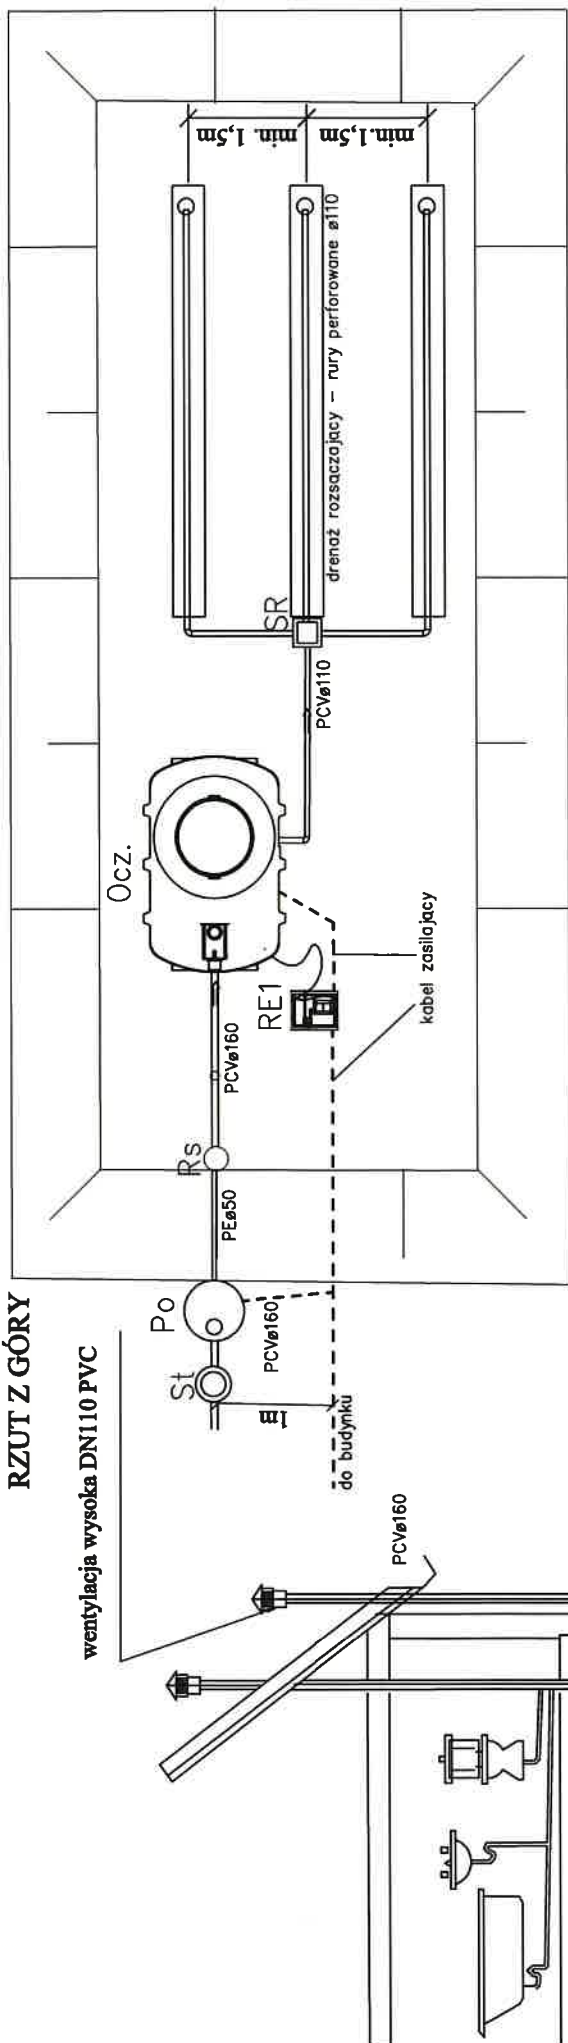 RZUT Z GÓRY
wentylacja wysoka DN110 PVC
PCVø160
St
Po
PCVø160
1m
do budynku
PEø50
Rs
PCVø160
RE1
kabel zasilający
Ocz.
PCVø110
SR
drenaż rozsączający – rury perforowane ø110
min. 1,5m
min.1,5m